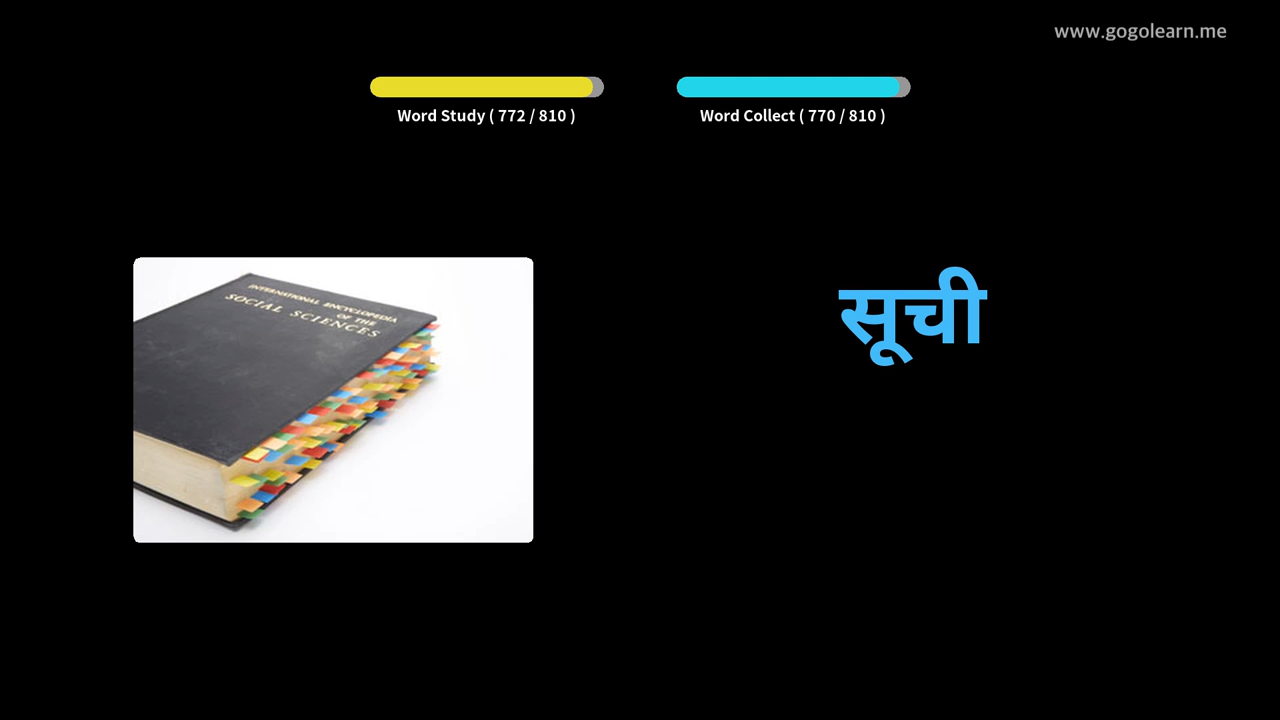 www.gogolearn.me
Word Study ( 772 / 810 )
Word Collect ( 770 / 810 )
INTERNATIONAL ENCYCLOPEDIA
OF THE
SOCIAL SCIENCES
सूची